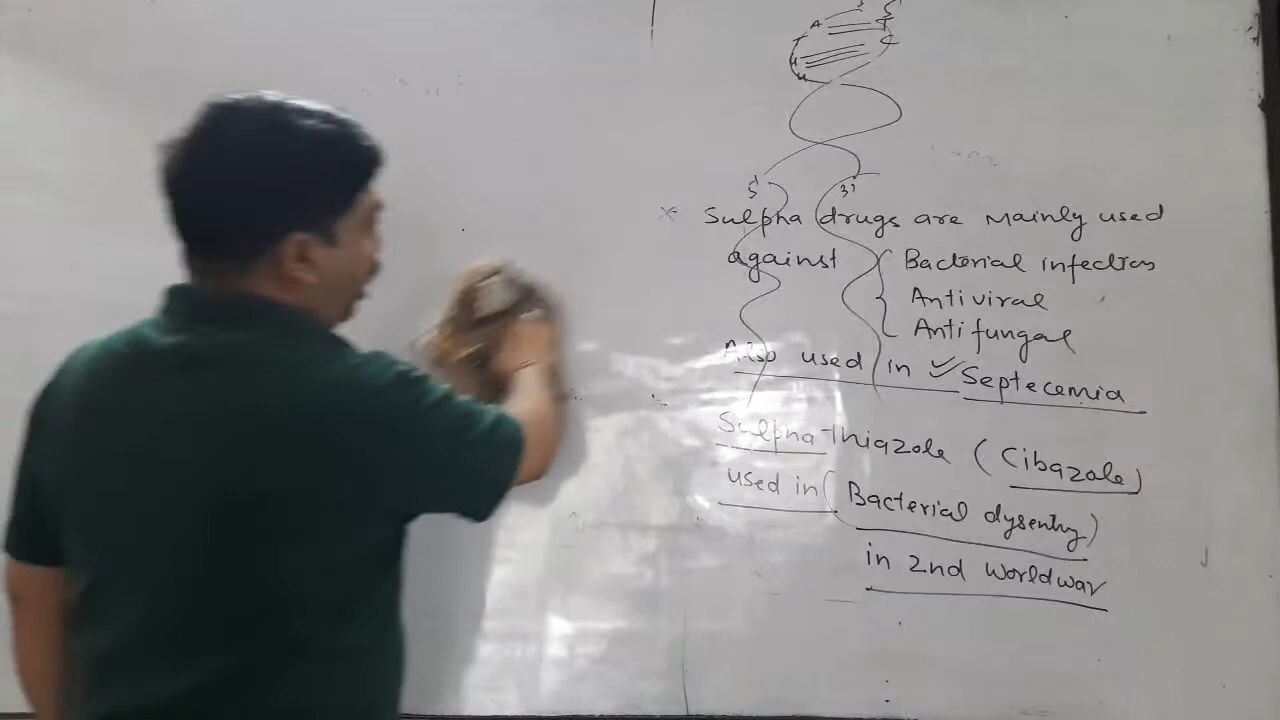 A T
C
5' 3'
* Sulpha drugs are Mainly used
against { Bacterial infections
Antiviral
Antifungal
Also used in ✓ Septecemia
Sulpha-Thiazole (Cibazole)
used in (Bacterial dysentry)
in 2nd worldwar